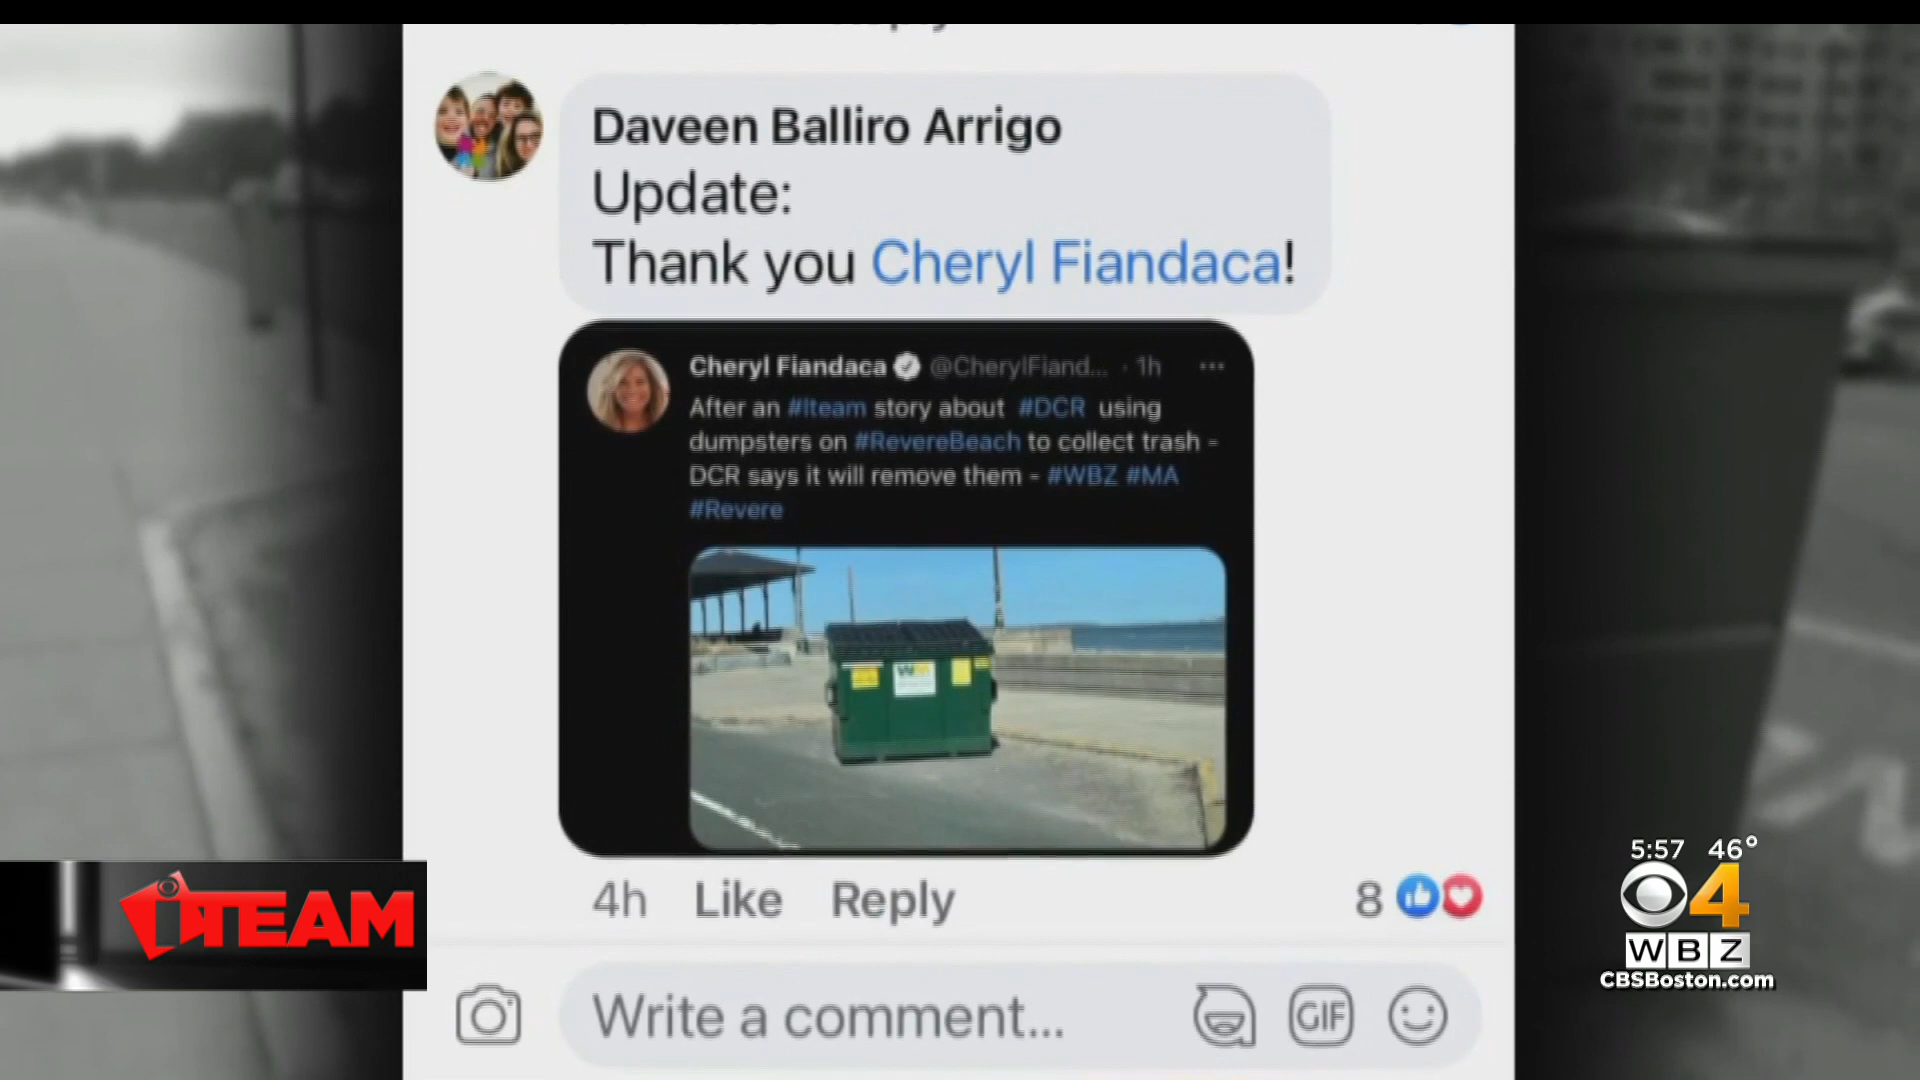 Daveen Balliro Arrigo
Update:
Thank you Cheryl Fiandaca!
Cheryl Fiandaca @CherylFiand... · 1h ...
After an #Iteam story about #DCR using
dumpsters on #RevereBeach to collect trash -
DCR says it will remove them - #WBZ #MA
#Revere
4h Like Reply 8
Write a comment...
GIF
iTEAM
5:57 46°
4
WBZ
CBSBoston.com